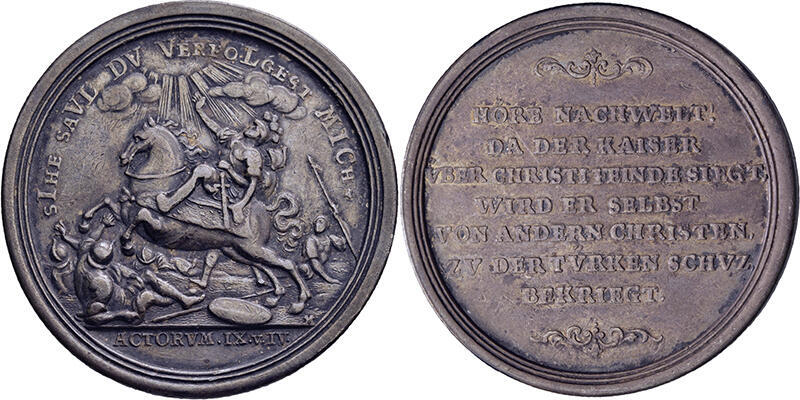 SIHE SAVL DV VERFOLGEST MICH
ACTORVM.IX.V.IV.
HÖRE NACHWELT!
DA DER KAISER
VBER CHRISTI FEINDE SIEGT,
WIRD ER SELBST
VON ANDERN CHRISTEN,
ZV DER TVRKEN SCHVZ
BEKRIEGT.